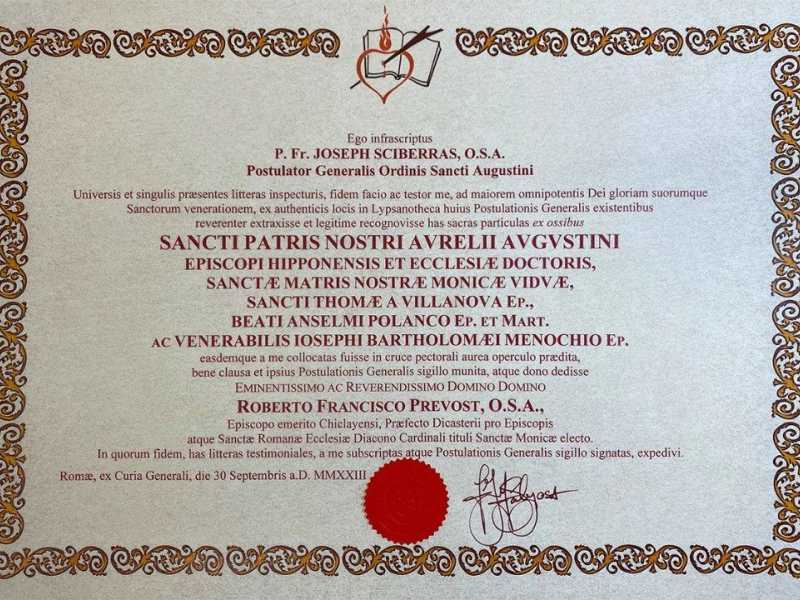 Ego infrascriptus
P. Fr. JOSEPH SCIBERRAS, O.S.A.
Postulator Generalis Ordinis Sancti Augustini
Universis et singulis præsentes litteras inspecturis, fidem facio ac testor me, ad maiorem omnipotentis Dei gloriam suorumque
Sanctorum venerationem, ex authenticis locis in Lypsanotheca huius Postulationis Generalis existentibus
reverenter extraxisse et legitime recognovisse has sacras particulas ex ossibus
SANCTI PATRIS NOSTRI AVRELII AVGVSTINI
EPISCOPI HIPPONENSIS ET ECCLESIÆ DOCTORIS,
SANCTÆ MATRIS NOSTRÆ MONICÆ VIDVÆ,
SANCTI THOMÆ A VILLANOVA EP.,
BEATI ANSELMI POLANCO EP. ET MART.
AC VENERABILIS IOSEPHI BARTHOLOMÆI MENOCHIO EP.
easdemque a me collocatas fuisse in cruce pectorali aurea operculo prædita,
bene clausa et ipsius Postulationis Generalis sigillo munita, atque dono dedisse
EMINENTISSIMO AC REVERENDISSIMO DOMINO DOMINO
ROBERTO FRANCISCO PREVOST, O.S.A.,
Episcopo emerito Chiclayensi, Præfecto Dicasterii pro Episcopis
atque Sanctæ Romanæ Ecclesiæ Diacono Cardinali tituli Sanctæ Monicæ electo.
In quorum fidem, has litteras testimoniales, a me subscriptas atque Postulationis Generalis sigillo signatas, expedivi.
Romæ, ex Curia Generali, die 30 Septembris a.D. MMXXIII